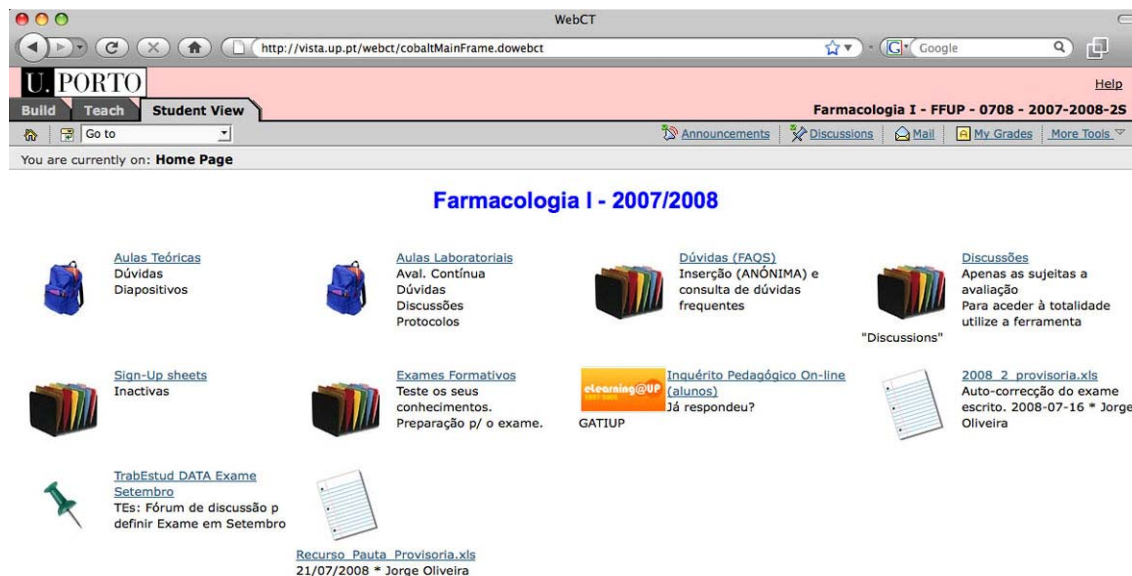 WebCT
http://vista.up.pt/webct/cobaltMainFrame.dowebct
Google
U. PORTO
Help
Build Teach Student View
Farmacologia I - FFUP - 0708 - 2007-2008-2S
Go to
Announcements Discussions Mail My Grades More Tools
You are currently on: Home Page
Farmacologia I - 2007/2008
Aulas Teóricas
Dúvidas
Diapositivos
Aulas Laboratoriais
Aval. Contínua
Dúvidas
Discussões
Protocolos
Dúvidas (FAQS)
Inserção (ANÓNIMA) e
consulta de dúvidas
frequentes
Discussões
Apenas as sujeitas a
avaliação
Para aceder à totalidade
utilize a ferramenta
"Discussions"
Sign-Up sheets
Inactivas
Exames Formativos
Teste os seus
conhecimentos.
Preparação p/ o exame.
elearning@UP
2007-2008
Inquérito Pedagógico On-line
(alunos)
Já respondeu?
GATIUP
2008_2_provisoria.xls
Auto-correcção do exame
escrito. 2008-07-16 * Jorge
Oliveira
TrabEstud DATA Exame
Setembro
TEs: Fórum de discussão p
definir Exame em Setembro
Recurso_Pauta_Provisoria.xls
21/07/2008 * Jorge Oliveira